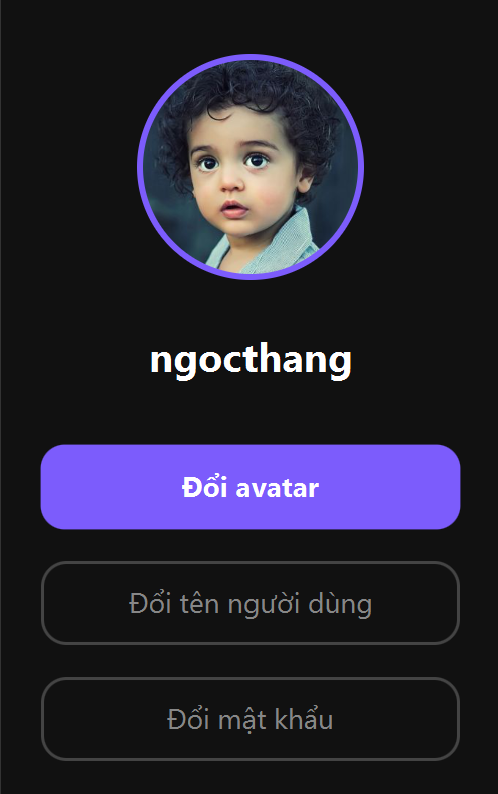 ngocthang
Đổi avatar
Đổi tên người dùng
Đổi mật khẩu